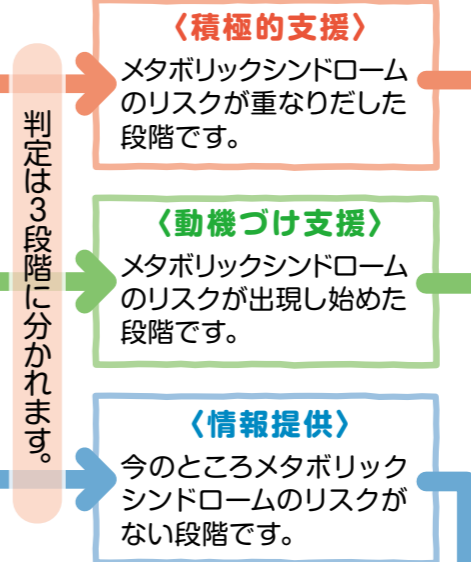 判定は3段階に分かれます。
〈積極的支援〉
メタボリックシンドローム
のリスクが重なりだした
段階です。
〈動機づけ支援〉
メタボリックシンドローム
のリスクが出現し始めた
段階です。
〈情報提供〉
今のところメタボリック
シンドロームのリスクが
ない段階です。